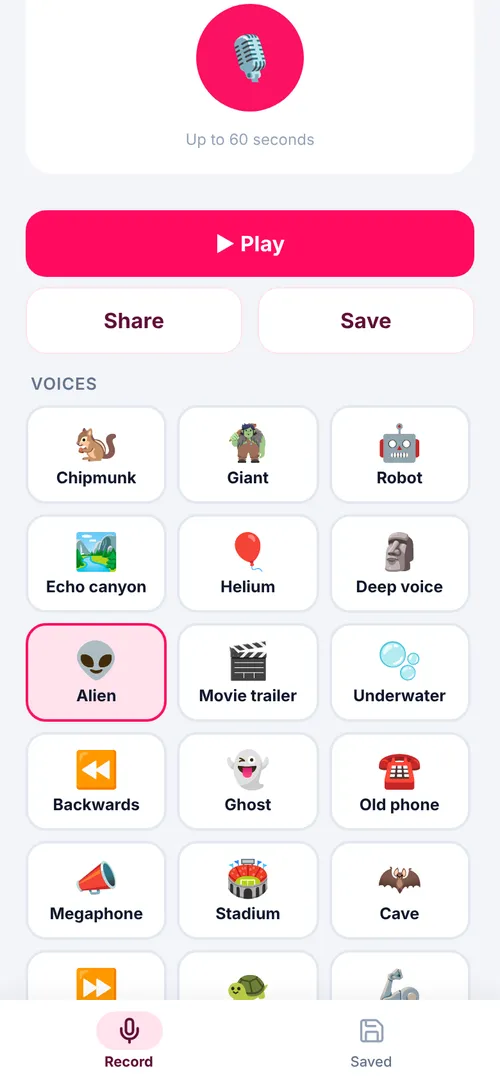 Up to 60 seconds
Play
Share
Save
VOICES
Chipmunk
Giant
Robot
Echo canyon
Helium
Deep voice
Alien
Movie trailer
Underwater
Backwards
Ghost
Old phone
Megaphone
Stadium
Cave
Record
Saved